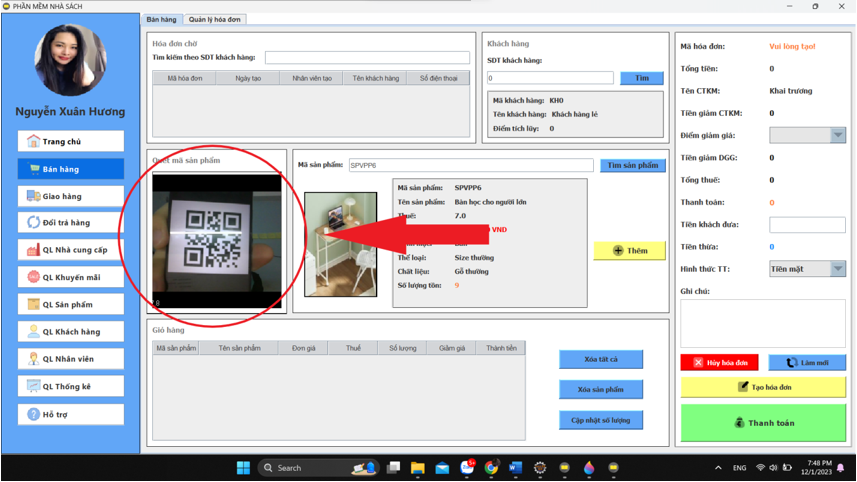 PHẦN MỀM NHÀ SÁCH
Nguyễn Xuân Hương
Trang chủ
Bán hàng
Giao hàng
Đổi trả hàng
QL Nhà cung cấp
QL Khuyến mãi
QL Sản phẩm
QL Khách hàng
QL Nhân viên
QL Thống kê
Hỗ trợ
Bán hàng Quản lý hóa đơn
Hóa đơn chờ
Tìm kiếm theo SDT khách hàng:
Mã hóa đơn Ngày tạo Nhân viên tạo Tên khách hàng Số điện thoại
Khách hàng
SDT khách hàng:
0 Tìm
Mã khách hàng: KH0
Tên khách hàng: Khách hàng lẻ
Điểm tích lũy: 0
Quét mã sản phẩm
Mã sản phẩm: SPVPP6 Tìm sản phẩm
Mã sản phẩm: SPVPP6
Tên sản phẩm: Bàn học cho người lớn
Thuế: 7.0
VND
Thể loại: Size thường
Chất liệu: Gỗ thường
Số lượng tồn: 9
Thêm
Giỏ hàng
Mã sản phẩm Tên sản phẩm Đơn giá Thuế Số lượng Giảm giá Thành tiền
Xóa tất cả
Xóa sản phẩm
Cập nhật số lượng
Mã hóa đơn: Vui lòng tạo!
Tổng tiền: 0
Tên CTKM: Khai trương
Tiền giảm CTKM: 0
Điểm giảm giá:
Tiền giảm DGG: 0
Tổng thuế: 0
Thanh toán: 0
Tiền khách đưa:
Tiền thừa: 0
Hình thức TT: Tiền mặt
Ghi chú:
Hủy hóa đơn Làm mới
Tạo hóa đơn
Thanh toán
Search
ENG
7:48 PM
12/1/2023